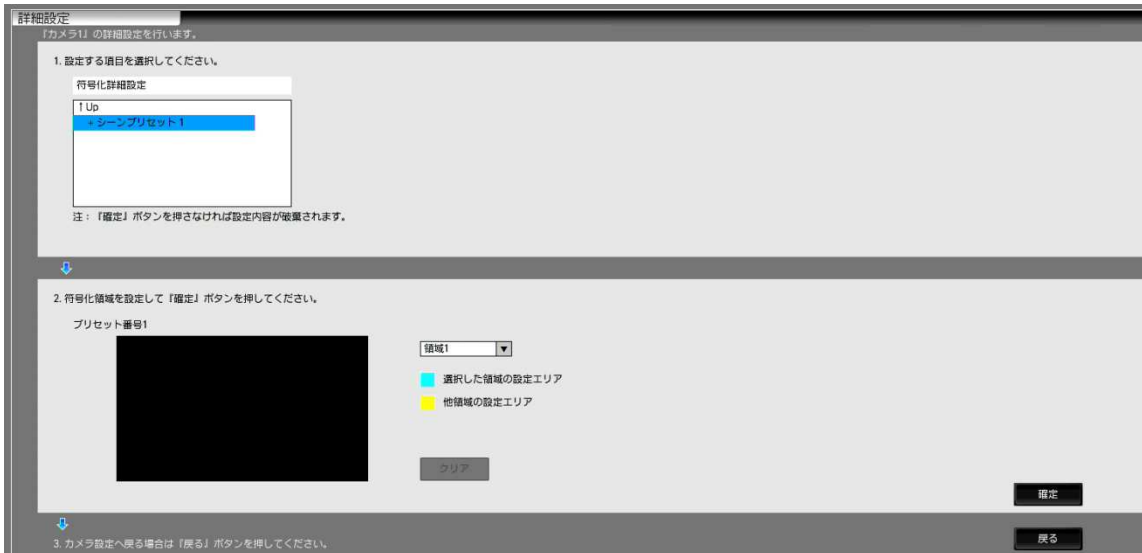 詳細設定
『カメラ1』の詳細設定を行います。
1. 設定する項目を選択してください。
符号化詳細設定
↑Up
+ シーンプリセット1
注：『確定』ボタンを押さなければ設定内容が破棄されます。
2. 符号化領域を設定して『確定』ボタンを押してください。
プリセット番号1
領域1
選択した領域の設定エリア
他領域の設定エリア
クリア
確定
3. カメラ設定へ戻る場合は『戻る』ボタンを押してください。
戻る